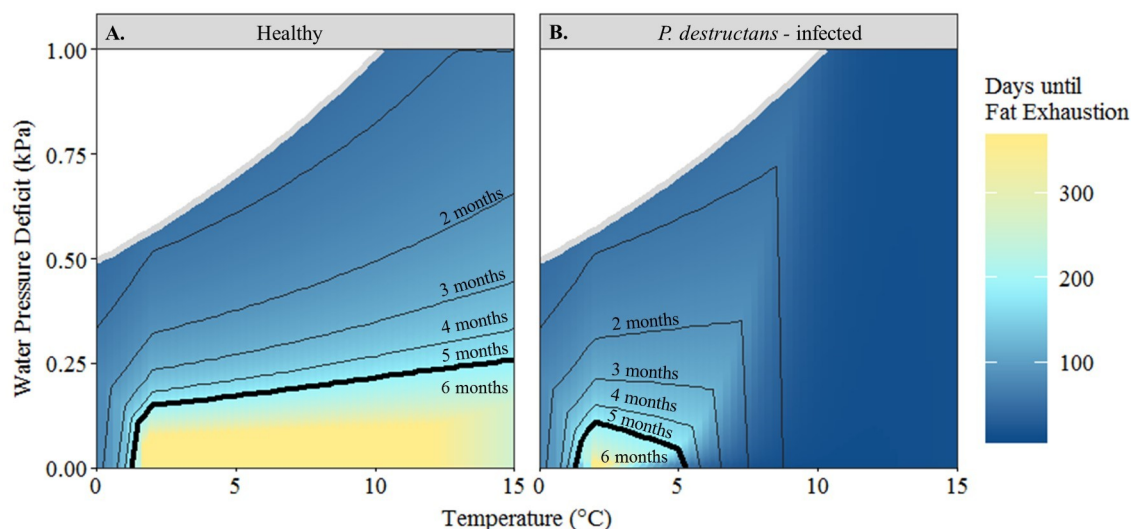 A. Healthy
B. P. destructans - infected
Water Pressure Deficit (kPa)
1.00
0.75
0.50
0.25
0.00
2 months
3 months
4 months
5 months
6 months
2 months
3 months
4 months
5 months
6 months
0 5 10 15
0 5 10 15
Temperature (°C)
Days until
Fat Exhaustion
300
200
100